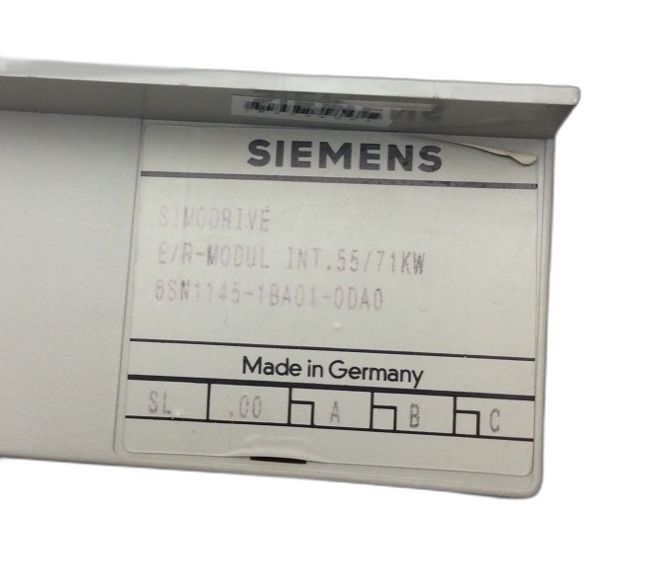 SIEMENS
SIMODRIVE
E/R-MODUL INT.55/71KW
6SN1145-1BA01-0DA0
Made in Germany
SL .00 A B C